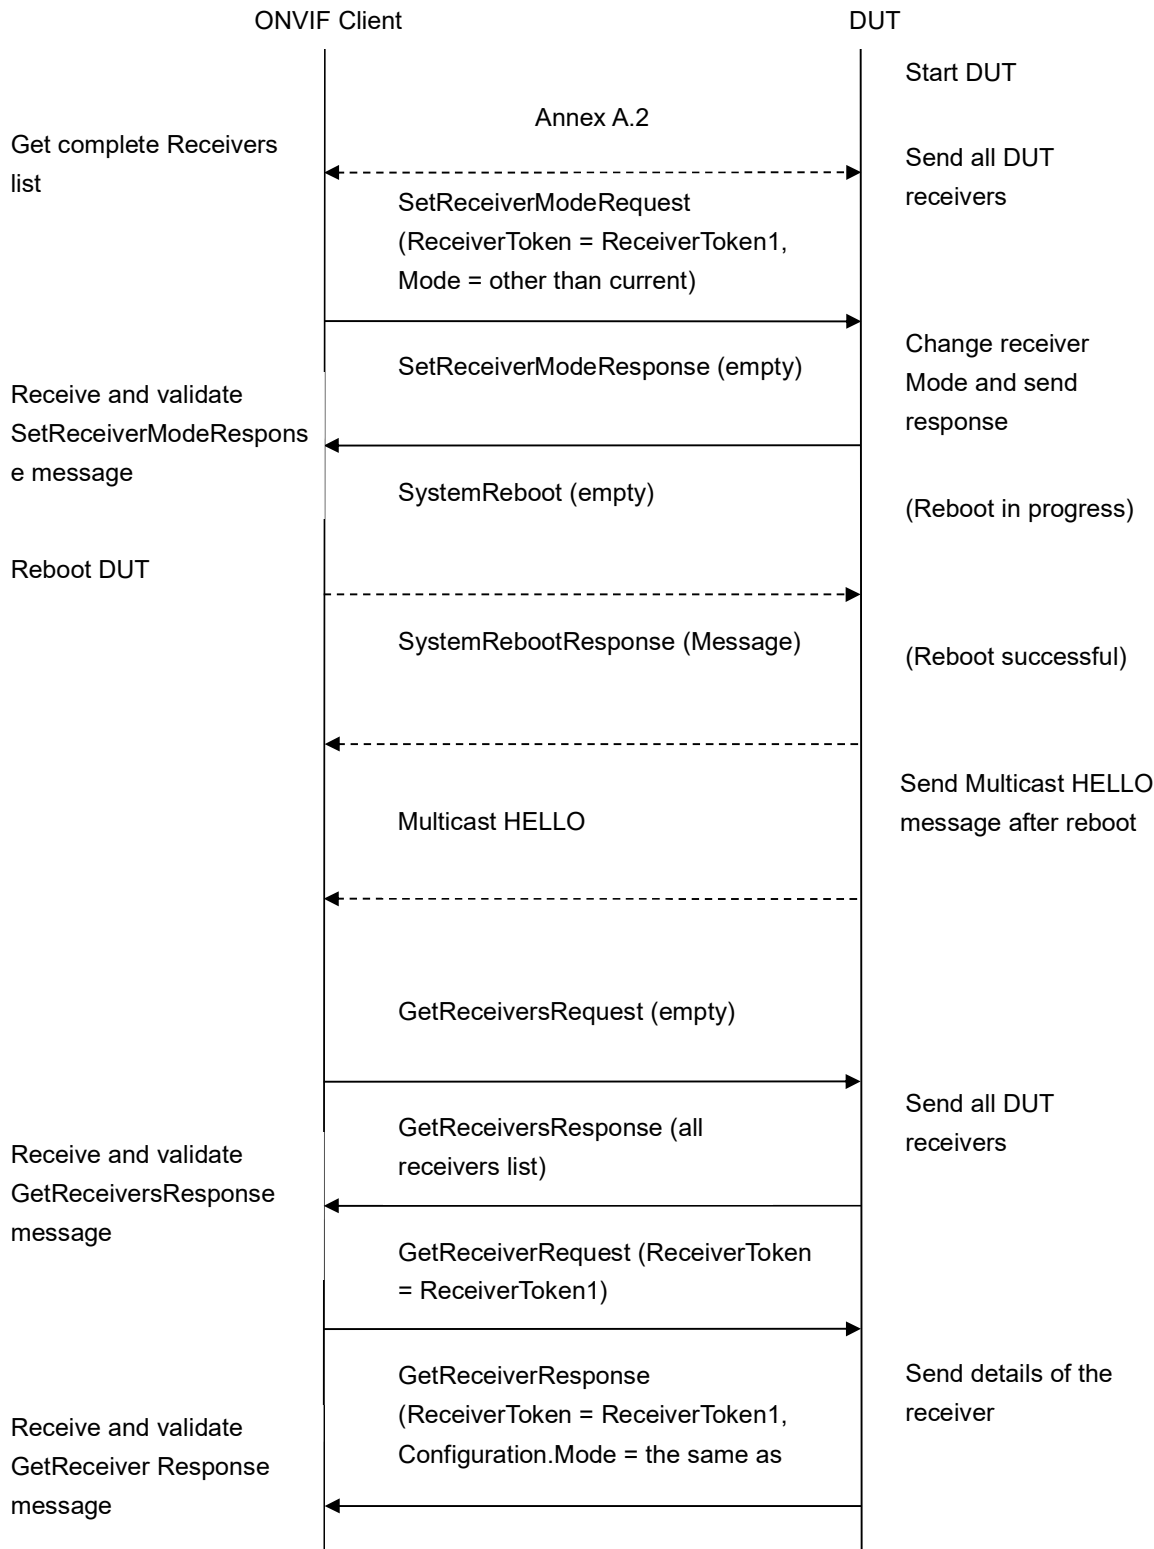 ONVIF Client
DUT
Start DUT
Annex A.2
Get complete Receivers
list
Send all DUT
receivers
SetReceiverModeRequest
(ReceiverToken = ReceiverToken1,
Mode = other than current)
Change receiver
Mode and send
response
SetReceiverModeResponse (empty)
Receive and validate
SetReceiverModeRespons
e message
SystemReboot (empty)
(Reboot in progress)
Reboot DUT
SystemRebootResponse (Message)
(Reboot successful)
Send Multicast HELLO
message after reboot
Multicast HELLO
GetReceiversRequest (empty)
Send all DUT
receivers
GetReceiversResponse (all
receivers list)
Receive and validate
GetReceiversResponse
message
GetReceiverRequest (ReceiverToken
= ReceiverToken1)
GetReceiverResponse
(ReceiverToken = ReceiverToken1,
Configuration.Mode = the same as
Send details of the
receiver
Receive and validate
GetReceiver Response
message